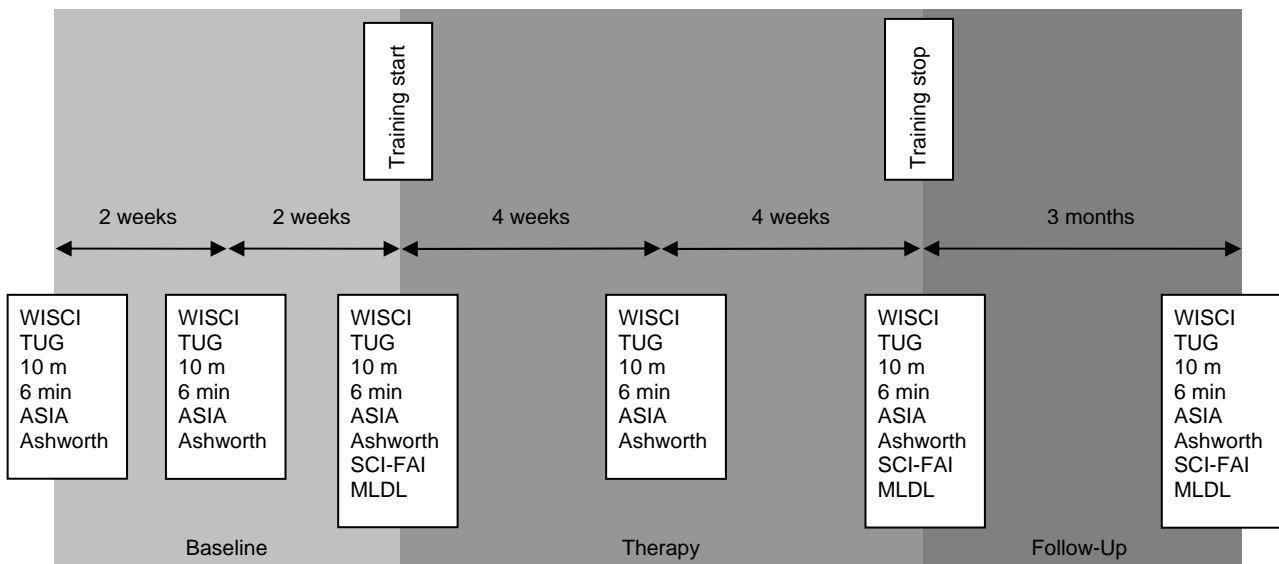 Training start
Training stop
2 weeks
2 weeks
4 weeks
4 weeks
3 months
WISCI
TUG
10 m
6 min
ASIA
Ashworth
WISCI
TUG
10 m
6 min
ASIA
Ashworth
WISCI
TUG
10 m
6 min
ASIA
Ashworth
SCI-FAI
MLDL
WISCI
TUG
10 m
6 min
ASIA
Ashworth
WISCI
TUG
10 m
6 min
ASIA
Ashworth
SCI-FAI
MLDL
WISCI
TUG
10 m
6 min
ASIA
Ashworth
SCI-FAI
MLDL
Baseline
Therapy
Follow-Up